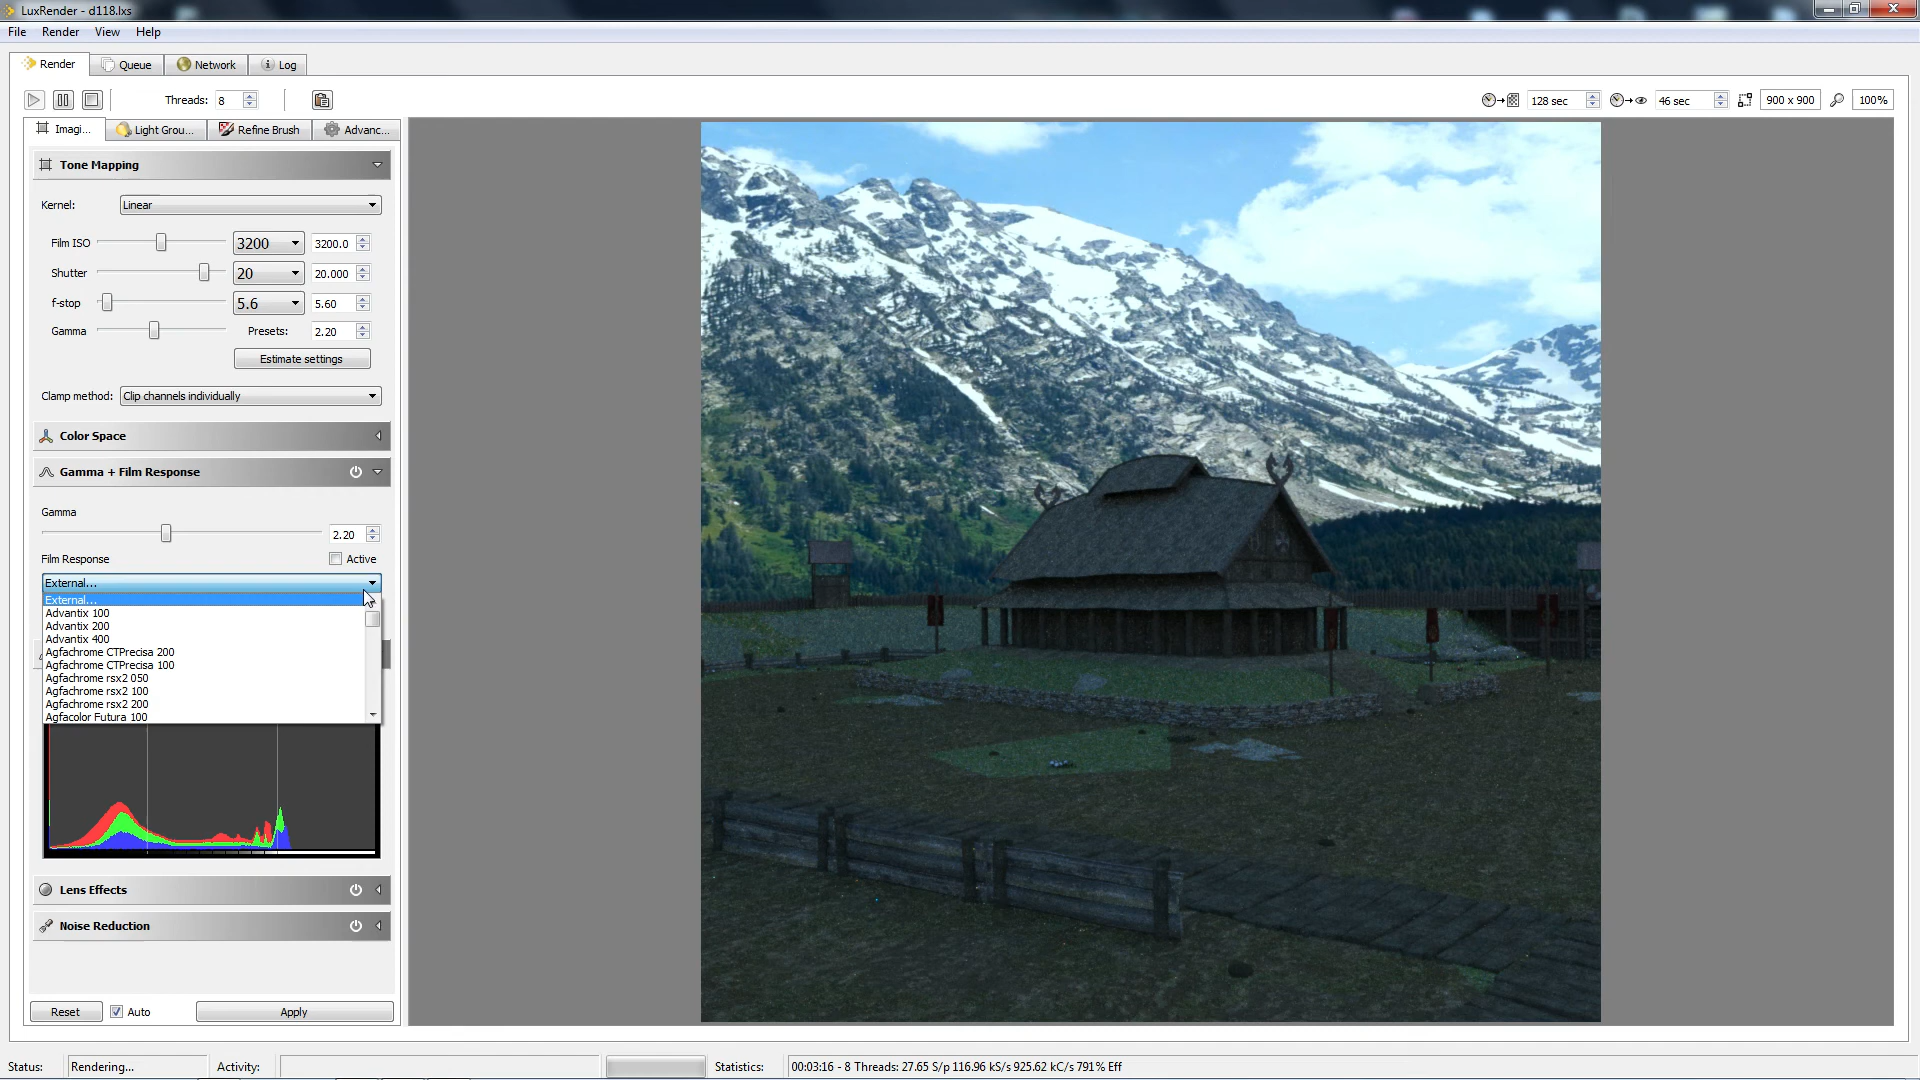 LuxRender - d118.lxs
File Render View Help
Render Queue Network Log
Threads: 8 128 sec 46 sec 900 x 900 100%
Imagi... Light Grou... Refine Brush Advanc...
Tone Mapping
Kernel: Linear
Film ISO 3200 3200.0
Shutter 20 20.000
f-stop 5.6 5.60
Gamma Presets: 2.20
Estimate settings
Clamp method: Clip channels individually
Color Space
Gamma + Film Response
Gamma
2.20
Film Response Active
External...
External...
Advantix 100
Advantix 200
Advantix 400
Agfachrome CTPrecisa 200
Agfachrome CTPrecisa 100
Agfachrome rsx2 050
Agfachrome rsx2 100
Agfachrome rsx2 200
Agfacolor Futura 100
Lens Effects
Noise Reduction
Reset Auto Apply
Status: Rendering... Activity: Statistics: 00:03:16 - 8 Threads: 27.65 S/p 116.96 kS/s 925.62 kC/s 791% Eff